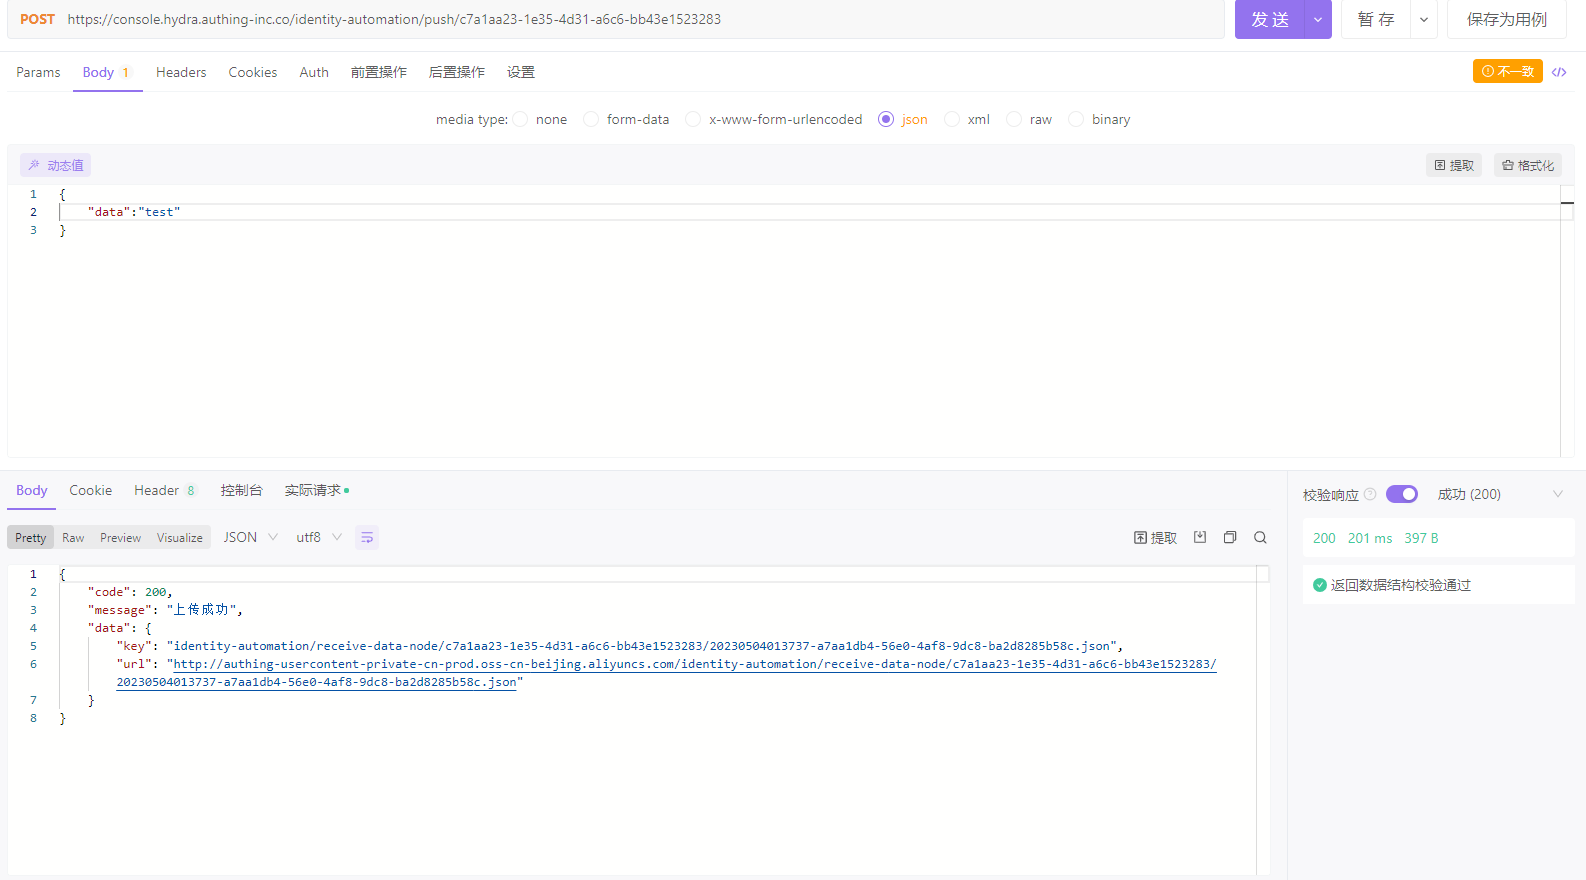 POST https://console.hydra.authing-inc.co/identity-automation/push/c7a1aa23-1e35-4d31-a6c6-bb43e1523283 发送 暂存 保存为用例
Params Body 1 Headers Cookies Auth 前置操作 后置操作 设置 不一致 </>
media type: none form-data x-www-form-urlencoded json xml raw binary
动态值 提取 格式化
1 {
2 "data":"test"
3 }
Body Cookie Header 8 控制台 实际请求 校验响应 ? 成功 (200)
Pretty Raw Preview Visualize JSON utf8 提取 200 201 ms 397 B
返回数据结构校验通过
1 {
2 "code": 200,
3 "message": "上传成功",
4 "data": {
5 "key": "identity-automation/receive-data-node/c7a1aa23-1e35-4d31-a6c6-bb43e1523283/20230504013737-a7aa1db4-56e0-4af8-9dc8-ba2d8285b58c.json",
6 "url": "http://authing-usercontent-private-cn-prod.oss-cn-beijing.aliyuncs.com/identity-automation/receive-data-node/c7a1aa23-1e35-4d31-a6c6-bb43e1523283/
20230504013737-a7aa1db4-56e0-4af8-9dc8-ba2d8285b58c.json"
7 }
8 }